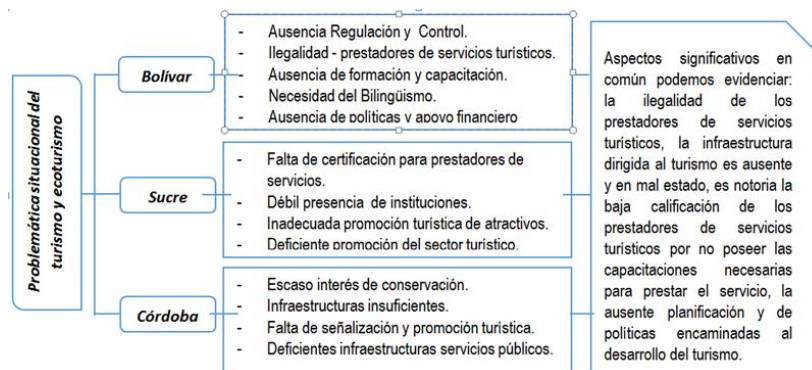 Problemática situacional del
turismo y ecoturismo
Bolívar
- Ausencia Regulación y Control.
- Ilegalidad - prestadores de servicios turísticos.
- Ausencia de formación y capacitación.
- Necesidad del Bilingüismo.
- Ausencia de políticas y apoyo financiero
Sucre
- Falta de certificación para prestadores de
servicios.
- Débil presencia de instituciones.
- Inadecuada promoción turística de atractivos.
- Deficiente promoción del sector turístico.
Córdoba
- Escaso interés de conservación.
- Infraestructuras insuficientes.
- Falta de señalización y promoción turística.
- Deficientes infraestructuras servicios públicos.
Aspectos significativos en
común podemos evidenciar:
la ilegalidad de los
prestadores de servicios
turísticos, la infraestructura
dirigida al turismo es ausente
y en mal estado, es notoria la
baja calificación de los
prestadores de servicios
turísticos por no poseer las
capacitaciones necesarias
para prestar el servicio, la
ausente planificación y de
políticas encaminadas al
desarrollo del turismo.